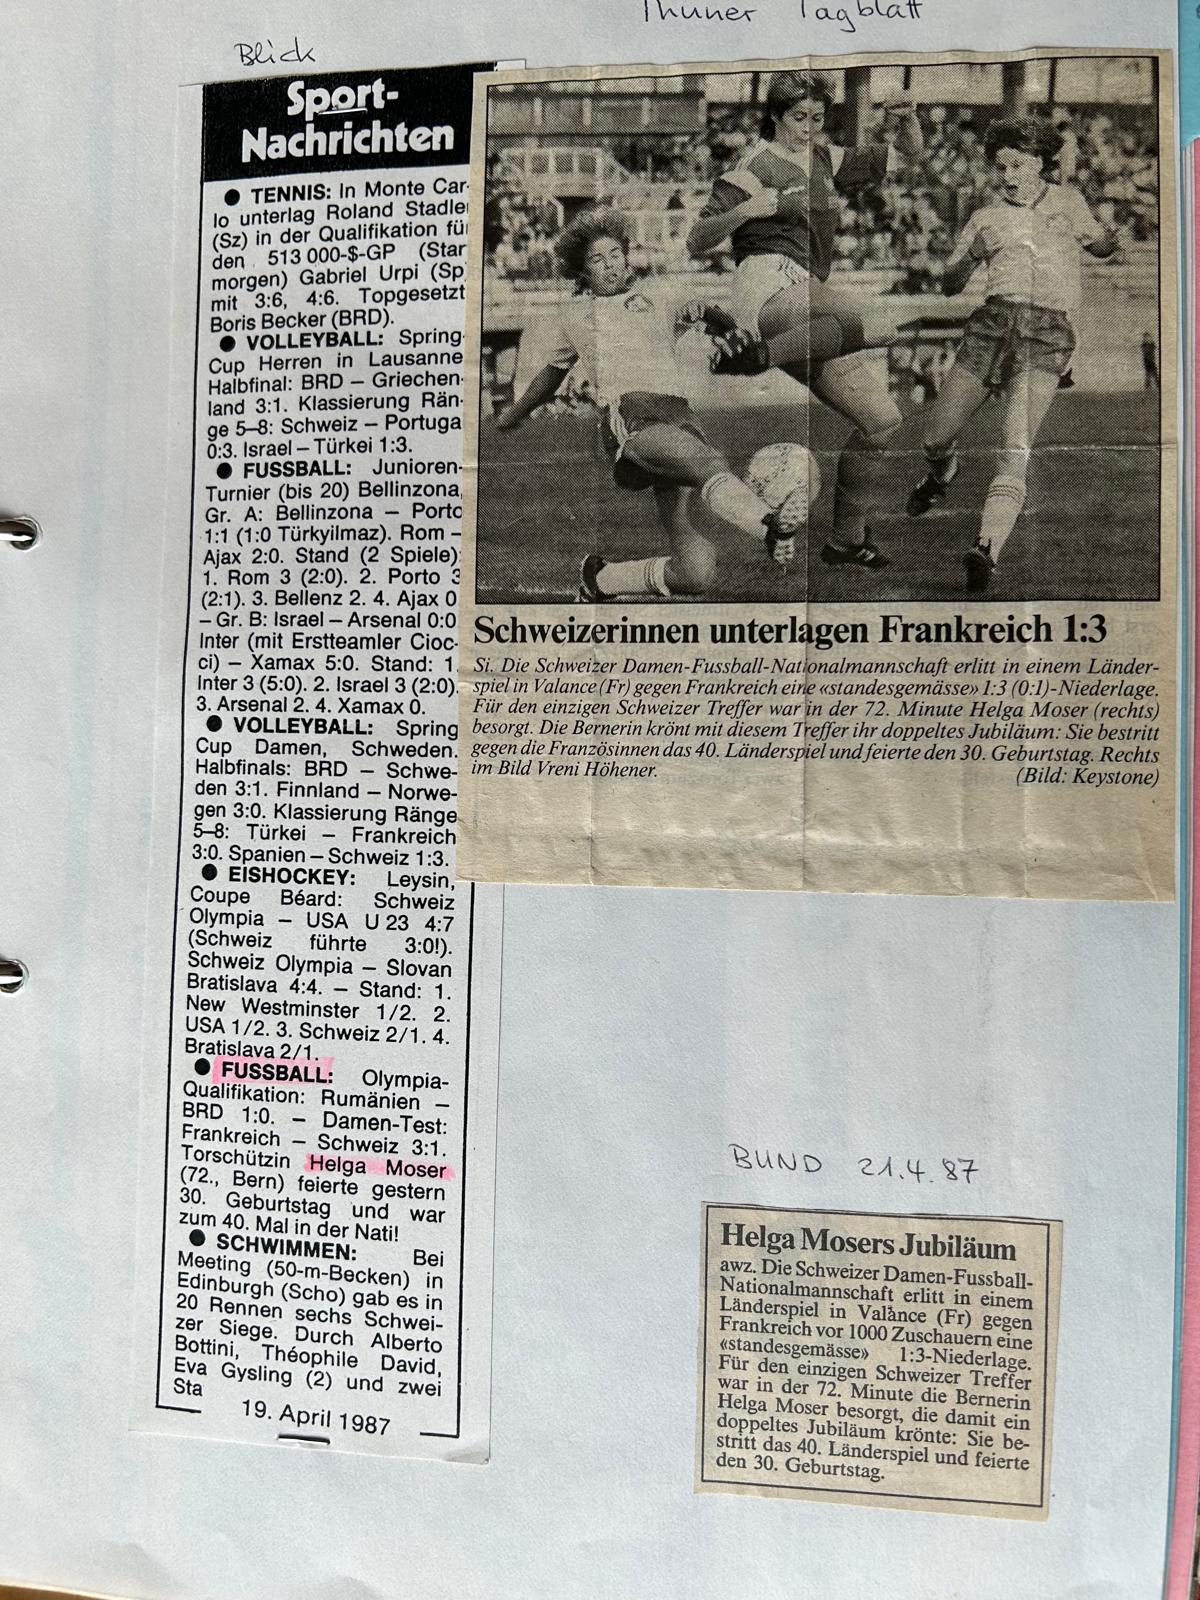 Thuner Tagblatt
Blick
Sport-
Nachrichten
● TENNIS: In Monte Car-
lo unterlag Roland Stadle
(Sz) in der Qualifikation fü
den 513 000-$-GP (Star
morgen) Gabriel Urpi (Sp
mit 3:6, 4:6. Topgesetzt
Boris Becker (BRD).
● VOLLEYBALL: Spring-
Cup Herren in Lausanne
Halbfinal: BRD – Griechen-
land 3:1. Klassierung Rän-
ge 5–8: Schweiz – Portuga
0:3. Israel – Türkei 1:3.
● FUSSBALL: Junioren-
Turnier (bis 20) Bellinzona,
Gr. A: Bellinzona – Porto
1:1 (1:0 Türkyilmaz). Rom –
Ajax 2:0. Stand (2 Spiele):
1. Rom 3 (2:0). 2. Porto 3
(2:1). 3. Bellenz 2. 4. Ajax 0
– Gr. B: Israel – Arsenal 0:0
Inter (mit Erstteamler Cioc-
ci) – Xamax 5:0. Stand: 1.
Inter 3 (5:0). 2. Israel 3 (2:0).
3. Arsenal 2. 4. Xamax 0.
● VOLLEYBALL: Spring
Cup Damen, Schweden.
Halbfinals: BRD – Schwe-
den 3:1. Finnland – Norwe-
gen 3:0. Klassierung Ränge
5–8: Türkei – Frankreich
3:0. Spanien – Schweiz 1:3.
● EISHOCKEY: Leysin,
Coupe Béard: Schweiz
Olympia – USA U 23 4:7
(Schweiz führte 3:0!).
Schweiz Olympia – Slovan
Bratislava 4:4. – Stand: 1.
New Westminster 1/2. 2.
USA 1/2. 3. Schweiz 2/1. 4.
Bratislava 2/1.
● FUSSBALL: Olympia-
Qualifikation: Rumänien –
BRD 1:0. – Damen-Test:
Frankreich – Schweiz 3:1.
Torschützin Helga Moser
(72., Bern) feierte gestern
30. Geburtstag und war
zum 40. Mal in der Nati!
● SCHWIMMEN: Bei
Meeting (50-m-Becken) in
Edinburgh (Scho) gab es in
20 Rennen sechs Schwei-
zer Siege. Durch Alberto
Bottini, Théophile David,
Eva Gysling (2) und zwei
Sta
19. April 1987
Schweizerinnen unterlagen Frankreich 1:3
Si. Die Schweizer Damen-Fussball-Nationalmannschaft erlitt in einem Länder-
spiel in Valance (Fr) gegen Frankreich eine «standesgemässe» 1:3 (0:1)-Niederlage.
Für den einzigen Schweizer Treffer war in der 72. Minute Helga Moser (rechts)
besorgt. Die Bernerin krönt mit diesem Treffer ihr doppeltes Jubiläum: Sie bestritt
gegen die Französinnen das 40. Länderspiel und feierte den 30. Geburtstag. Rechts
im Bild Vreni Höhener. (Bild: Keystone)
BUND 21.4.87
Helga Mosers Jubiläum
awz. Die Schweizer Damen-Fussball-
Nationalmannschaft erlitt in einem
Länderspiel in Valance (Fr) gegen
Frankreich vor 1000 Zuschauern eine
«standesgemässe» 1:3-Niederlage.
Für den einzigen Schweizer Treffer
war in der 72. Minute die Bernerin
Helga Moser besorgt, die damit ein
doppeltes Jubiläum krönte: Sie be-
stritt das 40. Länderspiel und feierte
den 30. Geburtstag.